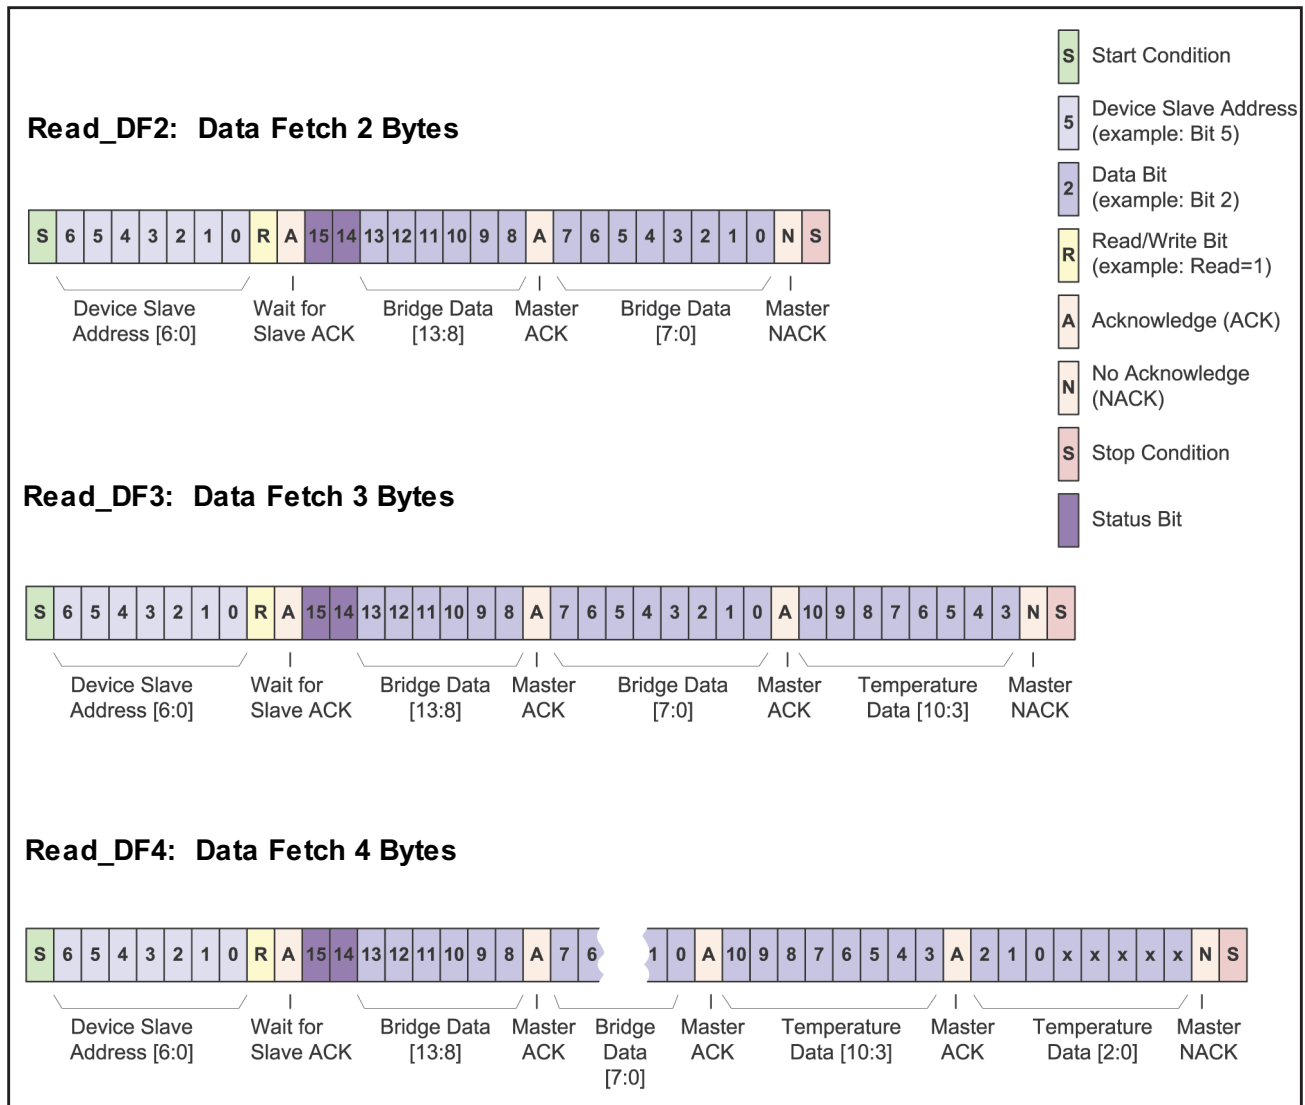 S Start Condition
5 Device Slave Address
(example: Bit 5)
2 Data Bit
(example: Bit 2)
R Read/Write Bit
(example: Read=1)
A Acknowledge (ACK)
N No Acknowledge
(NACK)
S Stop Condition
Status Bit
Read_DF2: Data Fetch 2 Bytes
S 6 5 4 3 2 1 0 R A 15 14 13 12 11 10 9 8 A 7 6 5 4 3 2 1 0 N S
Device Slave Wait for Bridge Data Master Bridge Data Master
Address [6:0] Slave ACK [13:8] ACK [7:0] NACK
Read_DF3: Data Fetch 3 Bytes
S 6 5 4 3 2 1 0 R A 15 14 13 12 11 10 9 8 A 7 6 5 4 3 2 1 0 A 10 9 8 7 6 5 4 3 N S
Device Slave Wait for Bridge Data Master Bridge Data Master Temperature Master
Address [6:0] Slave ACK [13:8] ACK [7:0] ACK Data [10:3] NACK
Read_DF4: Data Fetch 4 Bytes
S 6 5 4 3 2 1 0 R A 15 14 13 12 11 10 9 8 A 7 6 1 0 A 10 9 8 7 6 5 4 3 A 2 1 0 x x x x x N S
Device Slave Wait for Bridge Data Master Bridge Master Temperature Master Temperature Master
Address [6:0] Slave ACK [13:8] ACK Data ACK Data [10:3] ACK Data [2:0] NACK
[7:0]